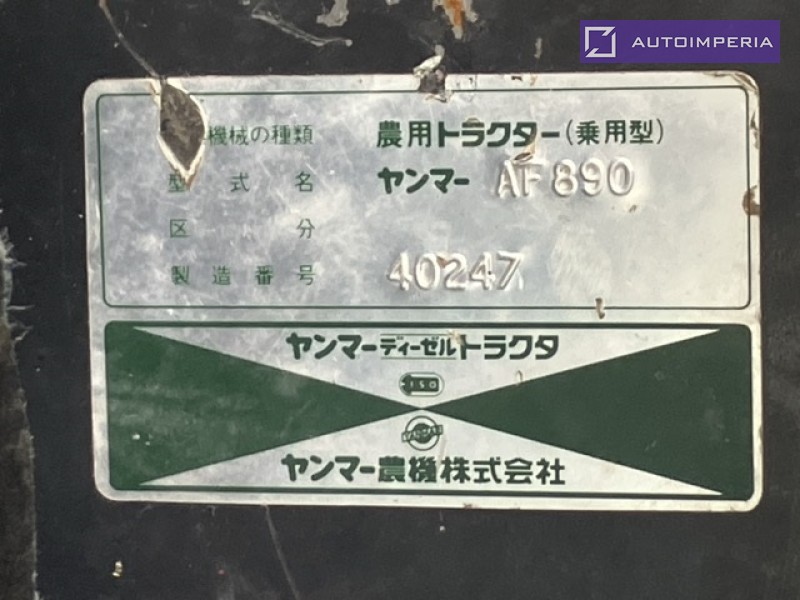 AUTOIMPERIA
機械の種類 農用トラクター(乗用型)
型式名 ヤンマー AF890
区分
製造番号 40247
ヤンマーディーゼルトラクタ
ISO
YANMAR
ヤンマー農機株式会社